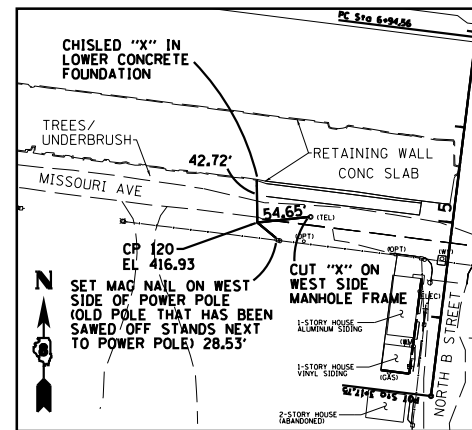 PC Sta 6+94.56
CHISLED "X" IN
LOWER CONCRETE
FOUNDATION
TREES/
UNDERBRUSH
42.72'
RETAINING WALL
CONC SLAB
MISSOURI AVE
54.65'
(TEL)
(OPT)
CP 120
EL 416.93
SET MAG NAIL ON WEST
SIDE OF POWER POLE
(OLD POLE THAT HAS BEEN
SAWED OFF STANDS NEXT
TO POWER POLE) 28.53'
CUT "X" ON
WEST SIDE
MANHOLE FRAME
N
5
(OPT)
1-STORY HOUSE
ALUMINUM SIDING
1-STORY HOUSE
VINYL SIDING
(GAS)
NORTH B STREET
2-STORY HOUSE
(ABANDONED)